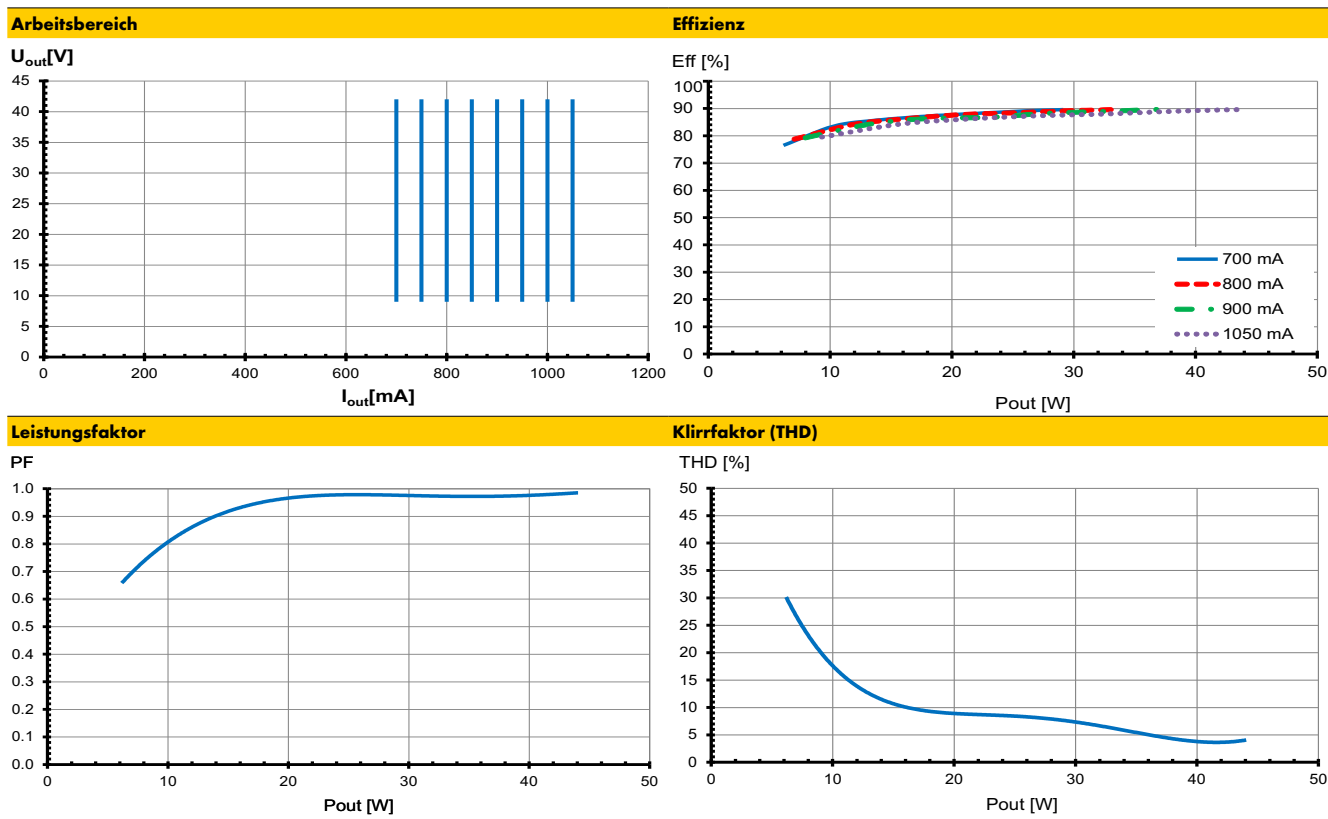 Arbeitsbereich
Uout[V]
45
40
35
30
25
20
15
10
5
0
0 200 400 600 800 1000 1200
Iout[mA]
Effizienz
Eff [%]
100
90
80
70
60
50
40
30
20
10
0
700 mA
800 mA
900 mA
1050 mA
0 10 20 30 40 50
Pout [W]
Leistungsfaktor
PF
1.0
0.9
0.8
0.7
0.6
0.5
0.4
0.3
0.2
0.1
0.0
0 10 20 30 40 50
Pout [W]
Klirrfaktor (THD)
THD [%]
50
45
40
35
30
25
20
15
10
5
0
0 10 20 30 40 50
Pout [W]